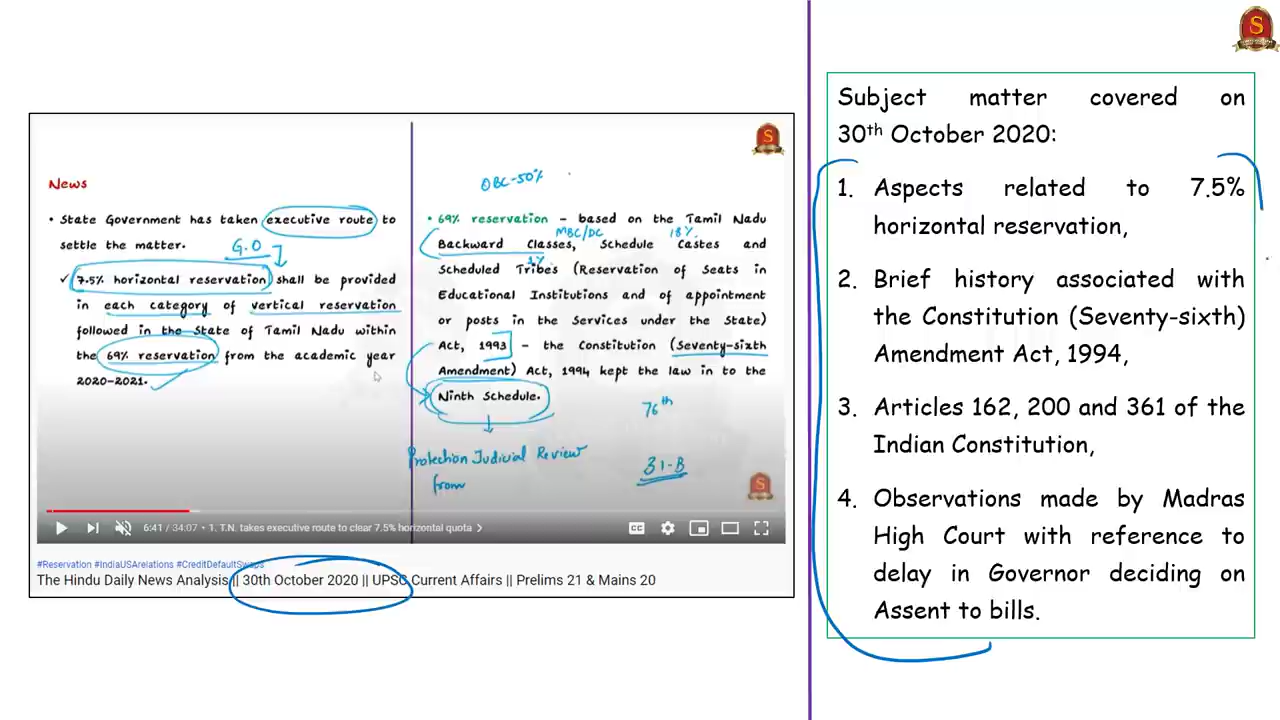 News
• State Government has taken executive route to
settle the matter.
G.O
✓ 7.5% horizontal reservation shall be provided
in each category of vertical reservation
followed in the State of Tamil Nadu within
the 69% reservation from the academic year
2020-2021.
OBC-50%
• 69% reservation – based on the Tamil Nadu
MBC/DC 18%
Backward Classes, Schedule Castes and
1%
Scheduled Tribes (Reservation of Seats in
Educational Institutions and of appointment
or posts in the Services under the State)
Act, 1993 - the Constitution (Seventy-sixth
Amendment) Act, 1994 kept the law in to the
Ninth Schedule.
76th
Protection Judicial Review
from
31-B
6:41 / 34:07 • 1. T.N. takes executive route to clear 7.5% horizontal quota >
CC
#Reservation #IndiaUSArelations #CreditDefaultSwaps
The Hindu Daily News Analysis || 30th October 2020 || UPSC Current Affairs || Prelims 21 & Mains 20
S
Subject matter covered on
30th October 2020:
1. Aspects related to 7.5%
horizontal reservation,
2. Brief history associated with
the Constitution (Seventy-sixth)
Amendment Act, 1994,
3. Articles 162, 200 and 361 of the
Indian Constitution,
4. Observations made by Madras
High Court with reference to
delay in Governor deciding on
Assent to bills.